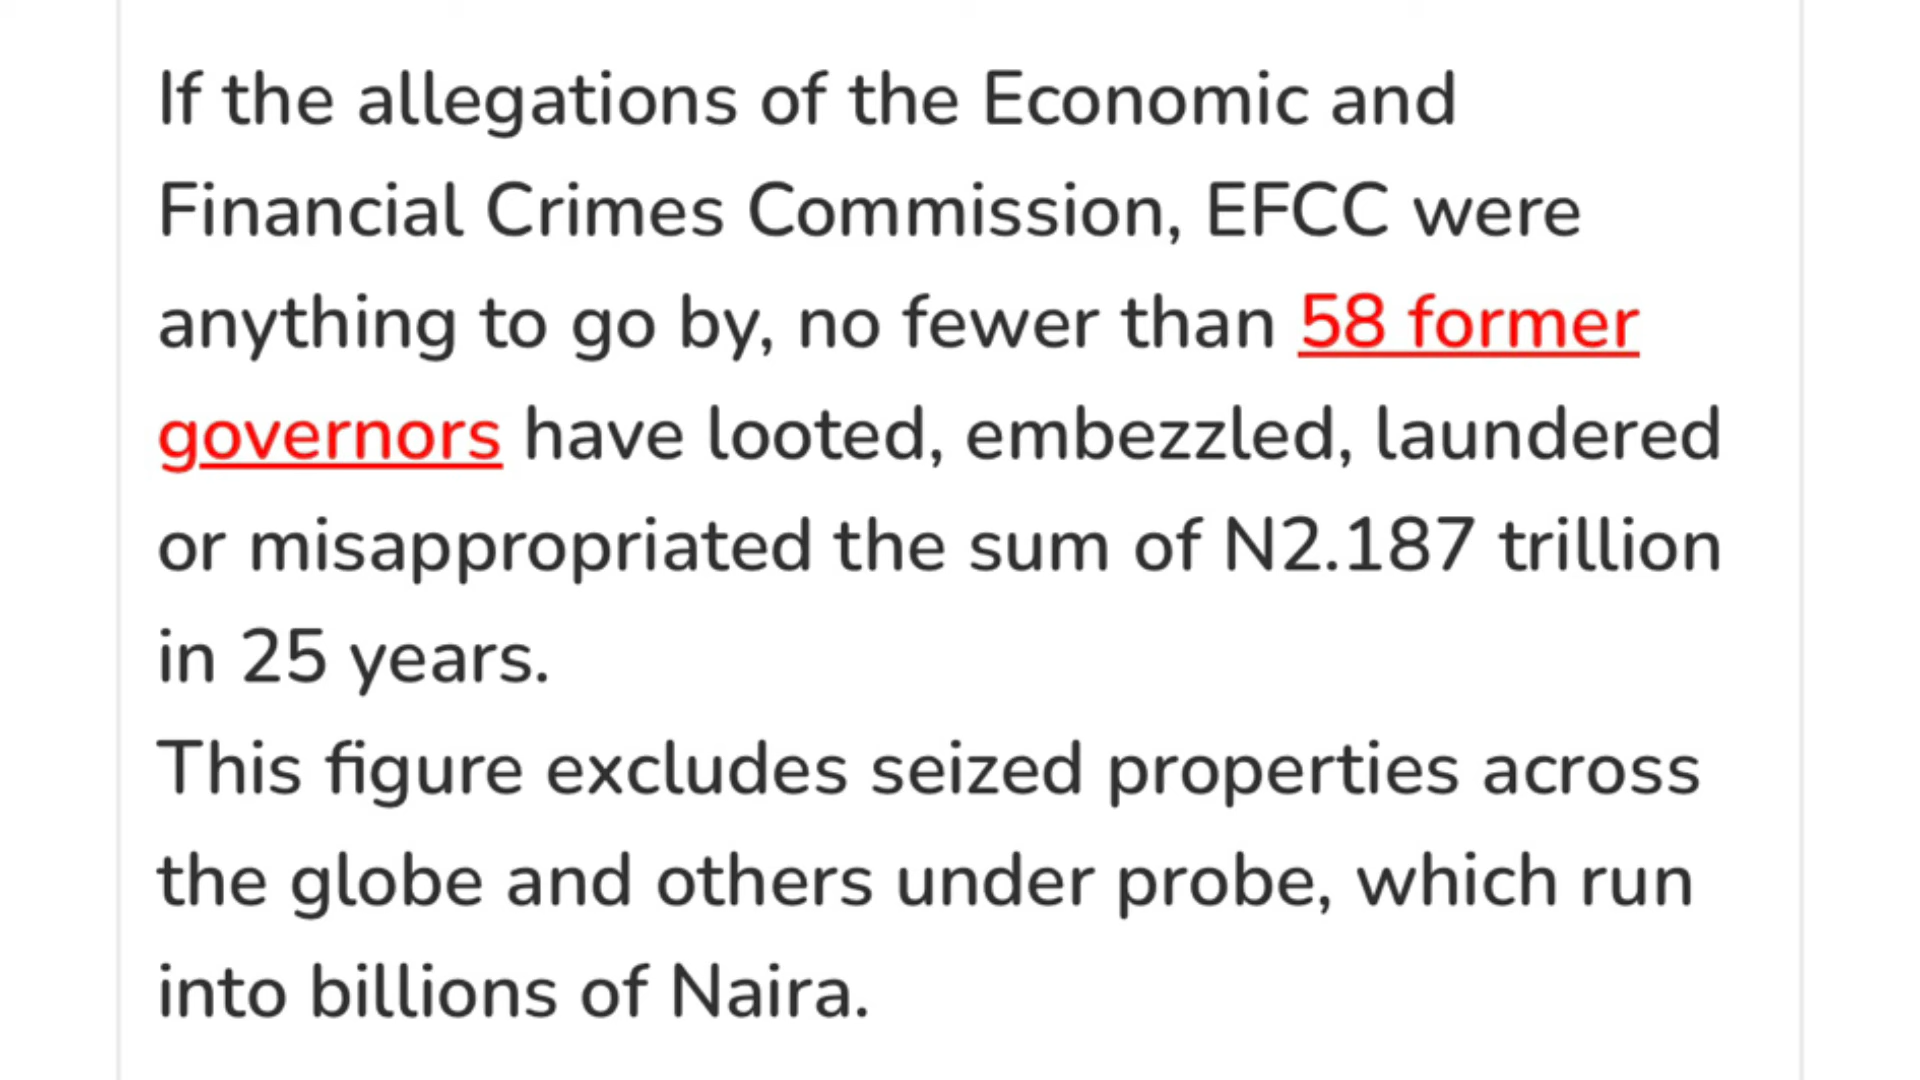 If the allegations of the Economic and
Financial Crimes Commission, EFCC were
anything to go by, no fewer than 58 former
governors have looted, embezzled, laundered
or misappropriated the sum of N2.187 trillion
in 25 years.
This figure excludes seized properties across
the globe and others under probe, which run
into billions of Naira.